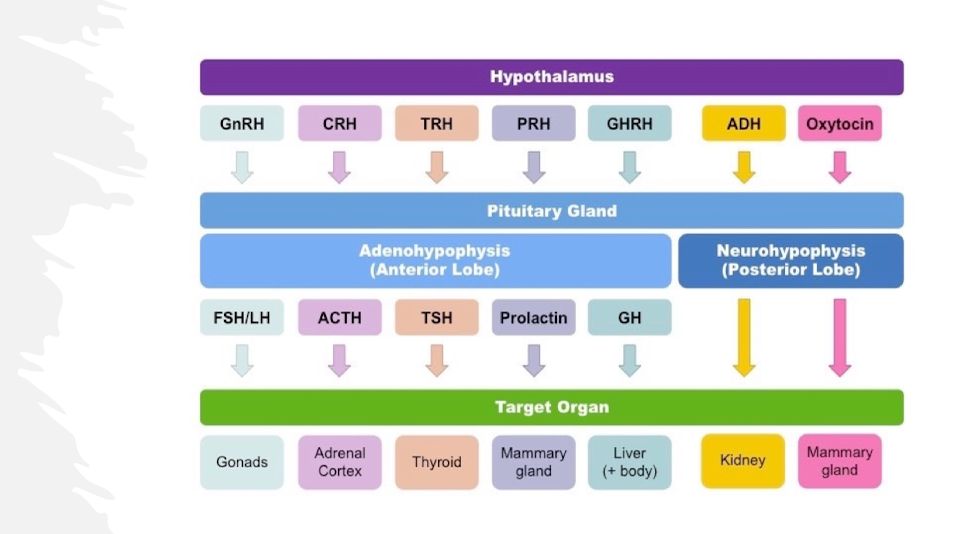 Hypothalamus
GnRH CRH TRH PRH GHRH ADH Oxytocin
Pituitary Gland
Adenohypophysis
(Anterior Lobe)
Neurohypophysis
(Posterior Lobe)
FSH/LH ACTH TSH Prolactin GH
Target Organ
Gonads
Adrenal
Cortex
Thyroid
Mammary
gland
Liver
(+ body)
Kidney
Mammary
gland